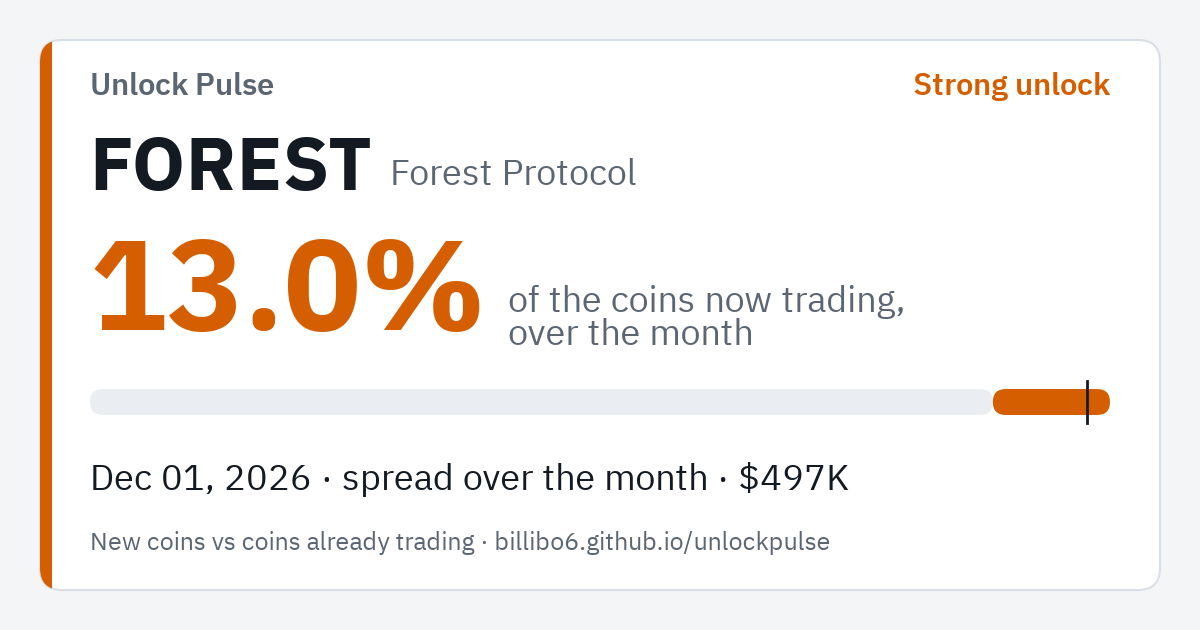 Unlock Pulse
Strong unlock
FOREST Forest Protocol
13.0% of the coins now trading,
over the month
Dec 01, 2026 · spread over the month · $497K
New coins vs coins already trading · billibo6.github.io/unlockpulse